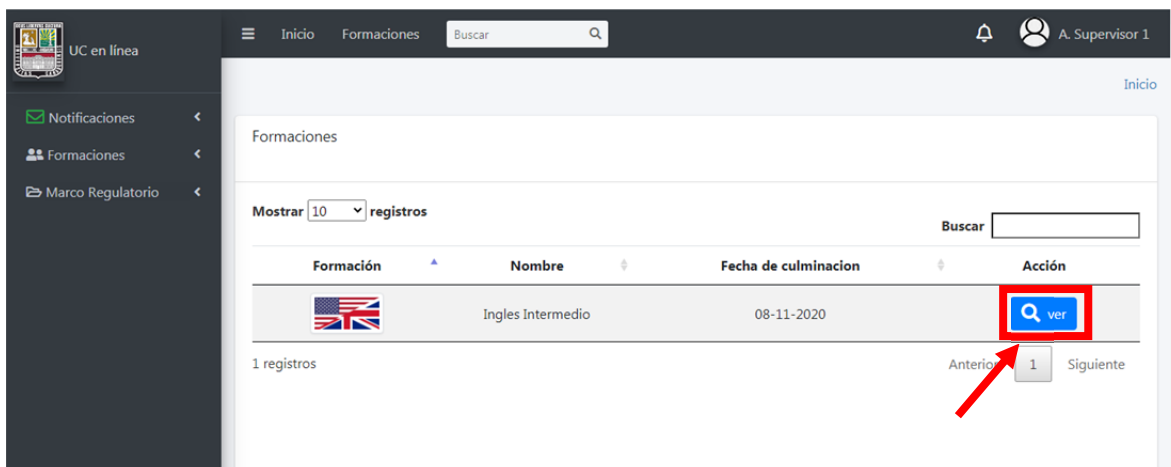 UC en línea
Inicio Formaciones Buscar A. Supervisor 1
Inicio
Notificaciones
Formaciones
Marco Regulatorio
Formaciones
Mostrar 10 registros
Buscar
Formación Nombre Fecha de culminacion Acción
Ingles Intermedio 08-11-2020 ver
1 registros
Anterior 1 Siguiente